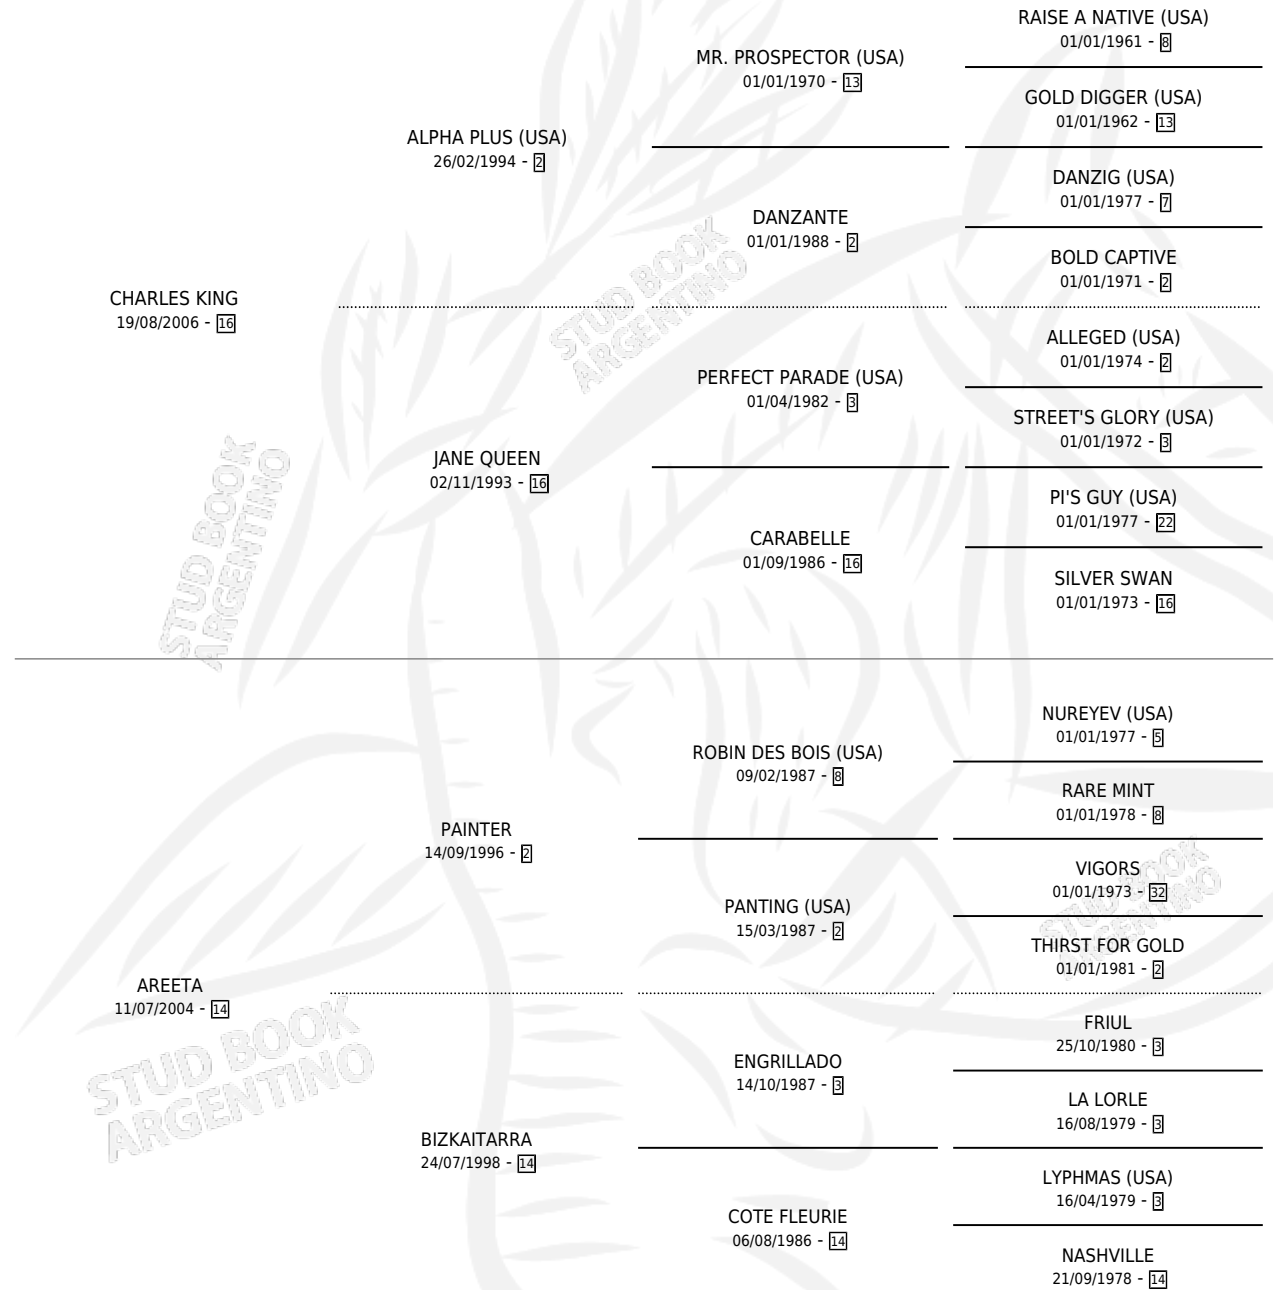 RAISE A NATIVE (USA)
01/01/1961 - 8
MR. PROSPECTOR (USA)
01/01/1970 - 13
GOLD DIGGER (USA)
01/01/1962 - 13
ALPHA PLUS (USA)
26/02/1994 - 2
DANZIG (USA)
01/01/1977 - 7
DANZANTE
01/01/1988 - 2
BOLD CAPTIVE
01/01/1971 - 2
CHARLES KING
19/08/2006 - 16
ALLEGED (USA)
01/01/1974 - 2
PERFECT PARADE (USA)
01/04/1982 - 3
STREET'S GLORY (USA)
01/01/1972 - 3
JANE QUEEN
02/11/1993 - 16
PI'S GUY (USA)
01/01/1977 - 22
CARABELLE
01/09/1986 - 16
SILVER SWAN
01/01/1973 - 16
STUD BOOK
ARGENTINO
STUD BOOK
ARGENTINO
NUREYEV (USA)
01/01/1977 - 5
ROBIN DES BOIS (USA)
09/02/1987 - 8
RARE MINT
01/01/1978 - 8
PAINTER
14/09/1996 - 2
VIGORS
01/01/1973 - 32
PANTING (USA)
15/03/1987 - 2
THIRST FOR GOLD
01/01/1981 - 2
AREETA
11/07/2004 - 14
FRIUL
25/10/1980 - 3
ENGRILLADO
14/10/1987 - 3
LA LORLE
16/08/1979 - 3
BIZKAITARRA
24/07/1998 - 14
LYPHMAS (USA)
16/04/1979 - 3
COTE FLEURIE
06/08/1986 - 14
NASHVILLE
21/09/1978 - 14
STUD BOOK
ARGENTINO
STUD BOOK
ARGENTINO